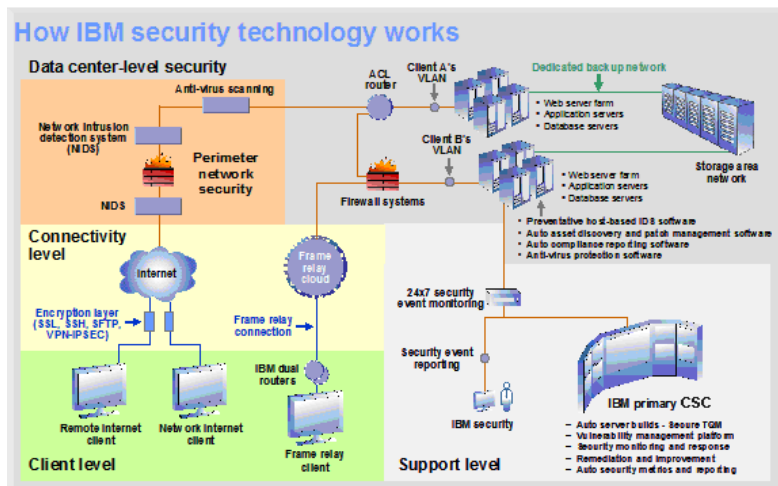 How IBM security technology works
Data center-level security
Anti-virus scanning
ACL
router
Client A's
VLAN
Dedicated backup network
• Web server farm
• Application servers
• Database servers
Network Intrusion
detection system
(NIDS)
Perimeter
network
security
NIDS
Client B's
VLAN
Firewall systems
• Web server farm
• Application servers
• Database servers
Storage area
network
• Preventative host-based IDS software
• Auto asset discovery and patch management software
• Auto compliance reporting software
• Anti-virus protection software
Connectivity
level
Internet
Frame
relay
cloud
Encryption layer
(SSL, SSH, SFTP,
VPN-IPSEC)
Frame relay
connection
24x7 security
event monitoring
Security event
reporting
IBM dual
routers
Remote Internet
client
Network Internet
client
Frame relay
client
Client level
IBM security
IBM primary CSC
– Auto server builds - Secure TQM
– Vulnerability management platform
– Security monitoring and response
– Remediation and improvement
– Auto security metrics and reporting
Support level